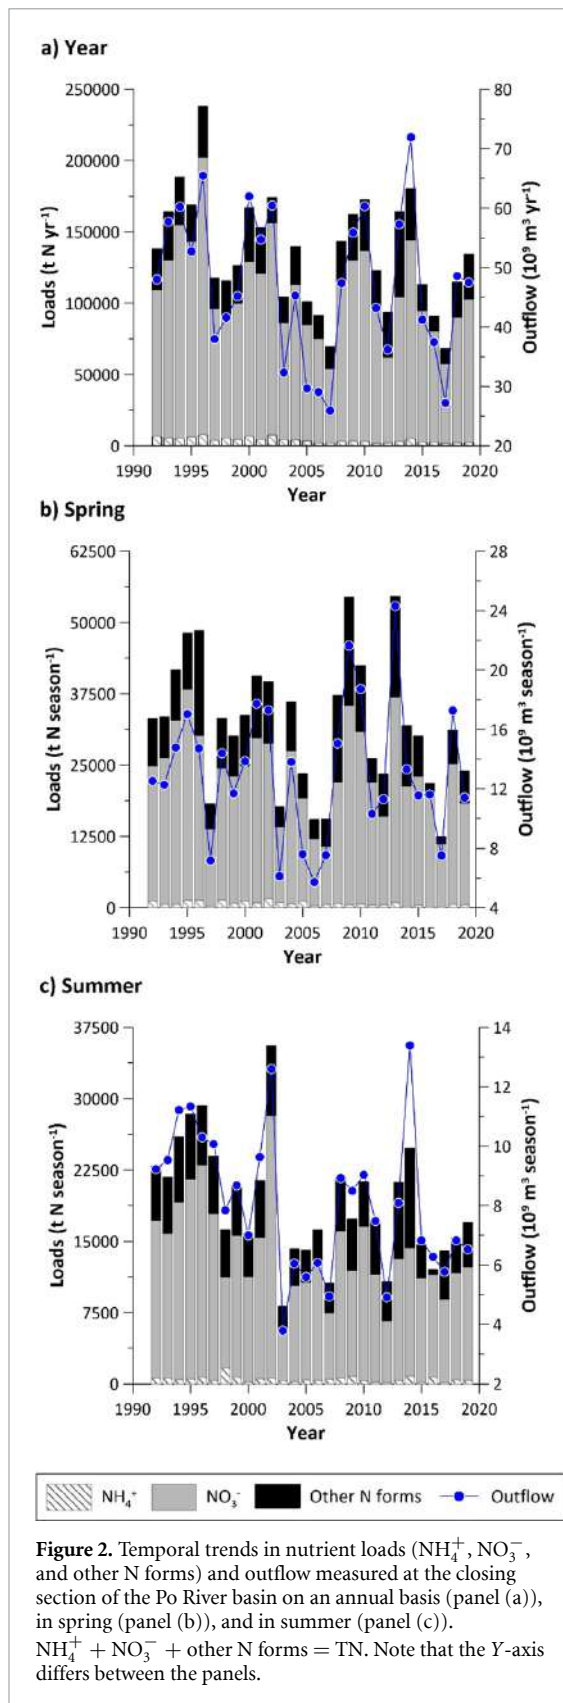 a) Year
250000
200000
150000
100000
50000
0
Loads (t N yr⁻¹)
80
70
60
50
40
30
20
Outflow (10⁹ m³ yr⁻¹)
1990 1995 2000 2005 2010 2015 2020
Year
b) Spring
62500
50000
37500
25000
12500
0
Loads (t N season⁻¹)
28
24
20
16
12
8
4
Outflow (10⁹ m³ season⁻¹)
1990 1995 2000 2005 2010 2015 2020
Year
c) Summer
37500
30000
22500
15000
7500
0
Loads (t N season⁻¹)
14
12
10
8
6
4
2
Outflow (10⁹ m³ season⁻¹)
1990 1995 2000 2005 2010 2015 2020
Year
NH₄⁺ NO₃⁻ Other N forms Outflow
Figure 2. Temporal trends in nutrient loads (NH₄⁺, NO₃⁻,
and other N forms) and outflow measured at the closing
section of the Po River basin on an annual basis (panel (a)),
in spring (panel (b)), and in summer (panel (c)).
NH₄⁺ + NO₃⁻ + other N forms = TN. Note that the Y-axis
differs between the panels.